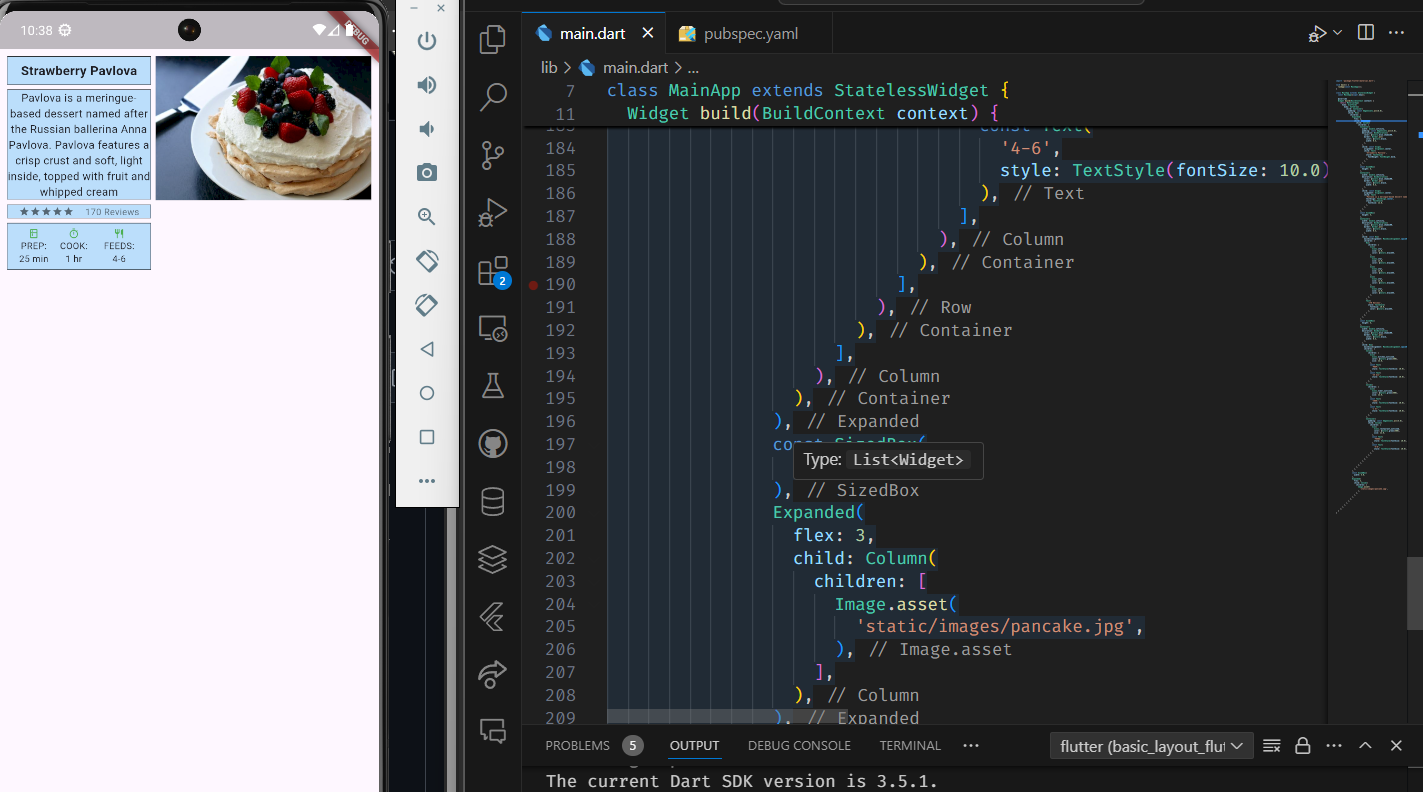 10:38
DEBUG
Strawberry Pavlova
Pavlova is a meringue-
based dessert named after
the Russian ballerina Anna
Pavlova. Pavlova features a
crisp crust and soft, light
inside, topped with fruit and
whipped cream
170 Reviews
PREP: COOK: FEEDS:
25 min 1 hr 4-6
2
main.dart
pubspec.yaml
lib > main.dart > ...
7 class MainApp extends StatelessWidget {
11 Widget build(BuildContext context) {
183 const Text(
184 '4-6',
185 style: TextStyle(fontSize: 10.0)
186 ), // Text
187 ],
188 ), // Column
189 ), // Container
190 ],
191 ), // Row
192 ), // Container
193 ],
194 ), // Column
195 ), // Container
196 ), // Expanded
197 const SizedBox(
Type: List<Widget>
198
199 ), // SizedBox
200 Expanded(
201 flex: 3,
202 child: Column(
203 children: [
204 Image.asset(
205 'static/images/pancake.jpg',
206 ), // Image.asset
207 ],
208 ), // Column
209 ), // Expanded
PROBLEMS 5 OUTPUT DEBUG CONSOLE TERMINAL ... flutter (basic_layout_flut
The current Dart SDK version is 3.5.1.